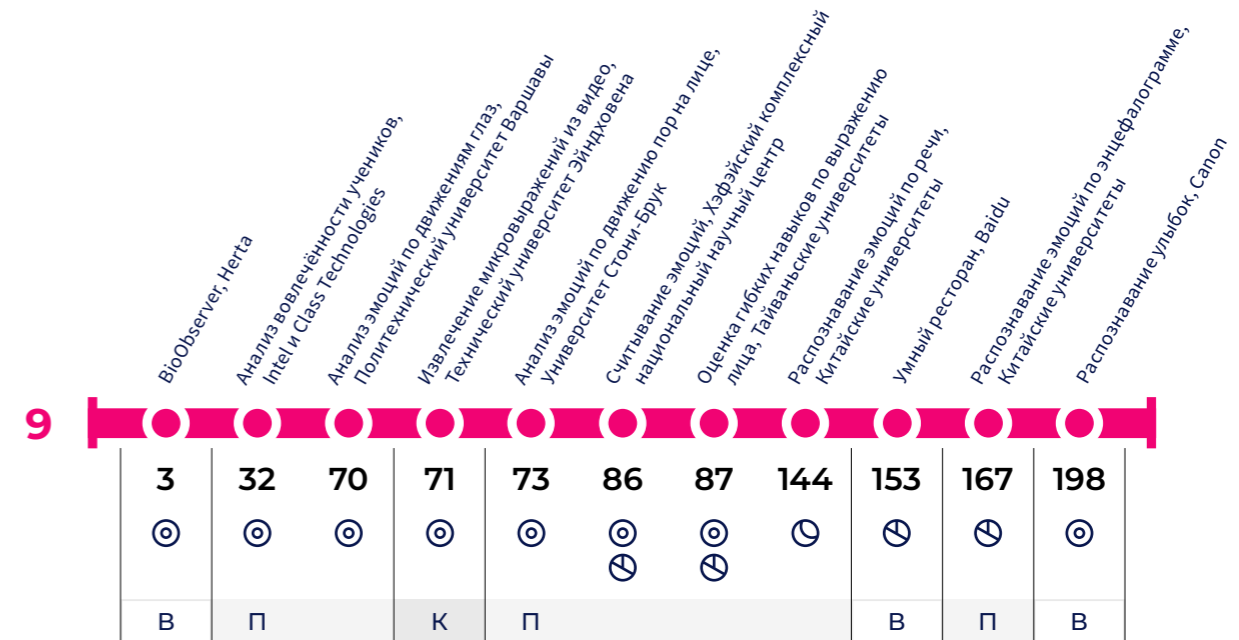 BioObserver, Herta
Анализ вовлечённости учеников,
Intel и Class Technologies
Анализ эмоций по движениям глаз,
Политехнический университет Варшавы
Извлечение микровыражений из видео,
Технический университет Эйндховена
Анализ эмоций по движению пор на лице,
Университет Стони-Брук
Считывание эмоций, Хэфэйский комплексный
национальный научный центр
Оценка гибких навыков по выражению
лица, Тайваньские университеты
Распознавание эмоций по речи,
Китайские университеты
Умный ресторан, Baidu
Распознавание эмоций по энцефалограмме,
Китайские университеты
Распознавание улыбок, Canon
9
3 32 70 71 73 86 87 144 153 167 198
В П К П В П В